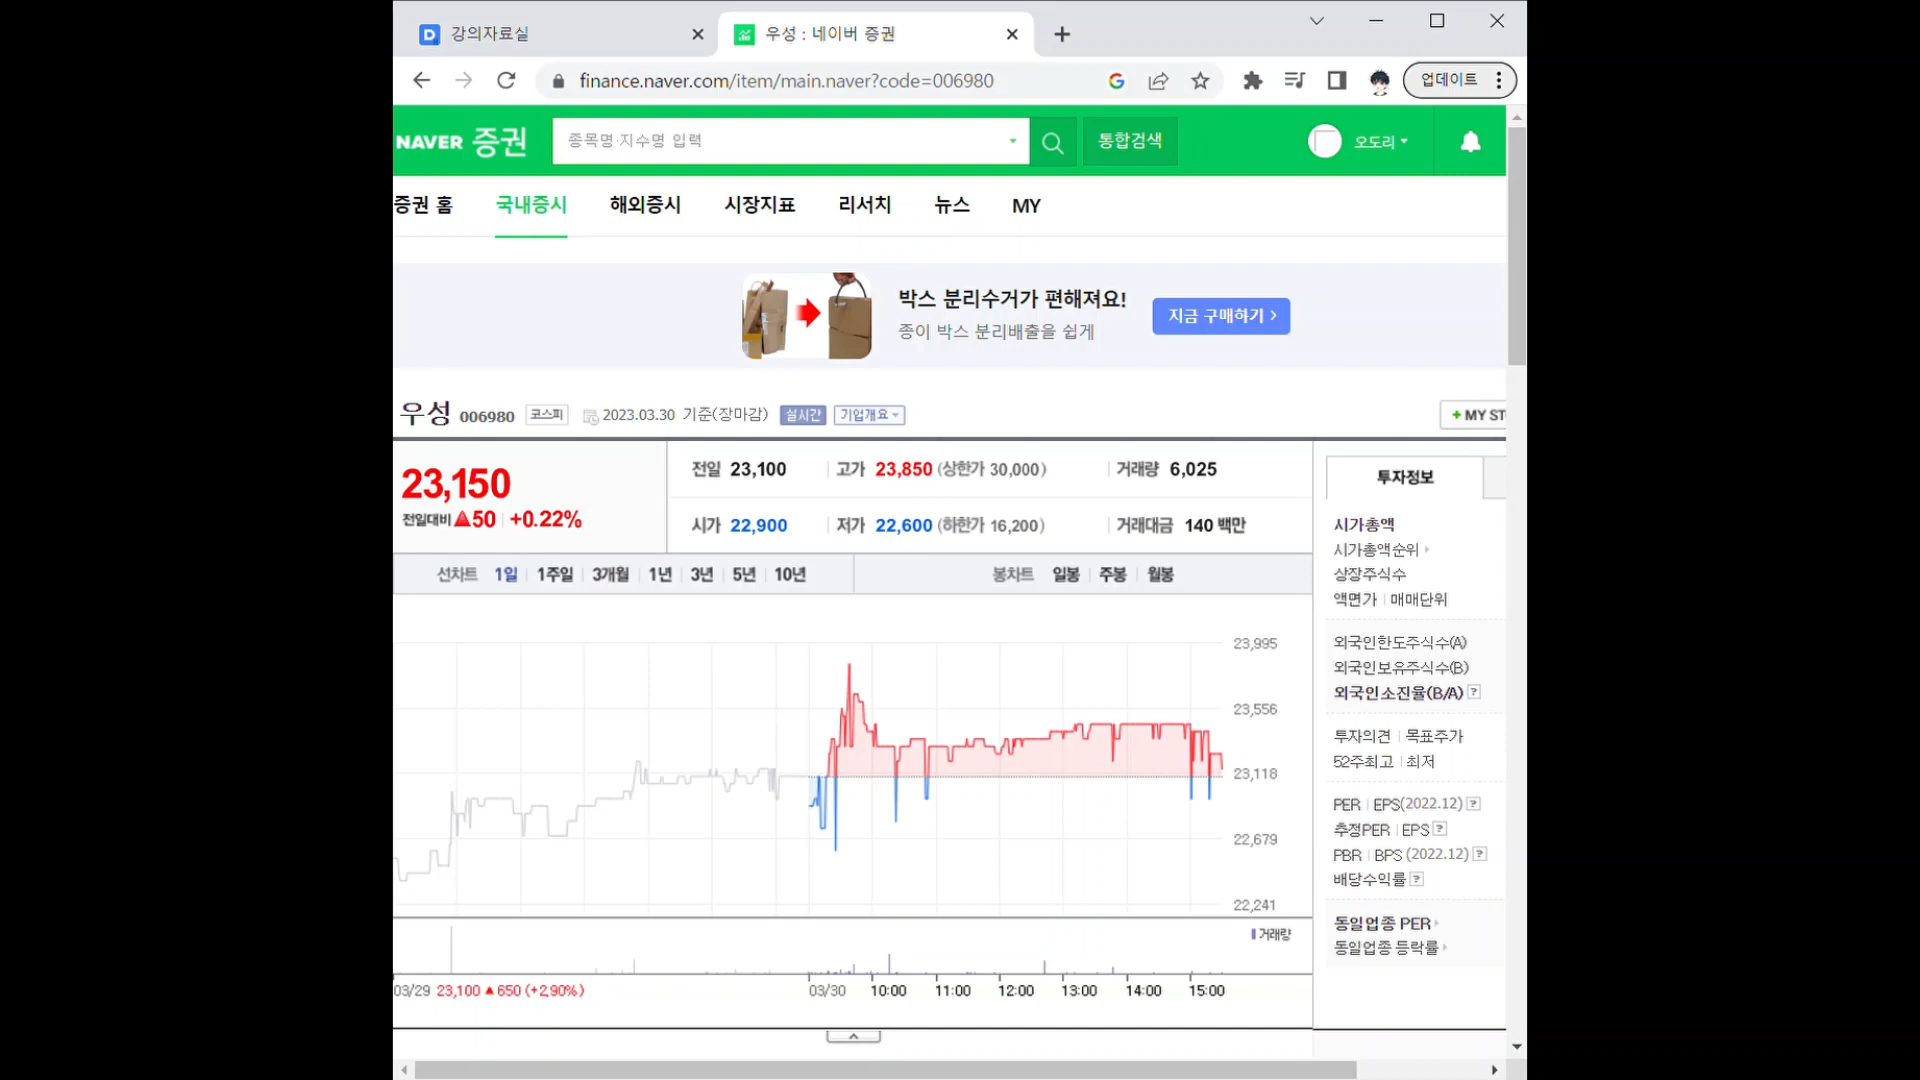 강의자료실
우성 : 네이버 증권
finance.naver.com/item/main.naver?code=006980
업데이트
NAVER 증권
종목명·지수명 입력
통합검색
오도리
증권 홈 국내증시 해외증시 시장지표 리서치 뉴스 MY
박스 분리수거가 편해져요!
종이 박스 분리배출을 쉽게
지금 구매하기 >
우성 006980 코스피 2023.03.30 기준(장마감) 실시간 기업개요
+ MY ST
23,150
전일대비 ▲50 +0.22%
전일 23,100 고가 23,850 (상한가 30,000) 거래량 6,025
시가 22,900 저가 22,600 (하한가 16,200) 거래대금 140 백만
선차트 1일 1주일 3개월 1년 3년 5년 10년 봉차트 일봉 주봉 월봉
23,995
23,556
23,118
22,679
22,241
거래량
03/29 23,100 ▲650 (+2.90%) 03/30 10:00 11:00 12:00 13:00 14:00 15:00
투자정보
시가총액
시가총액순위
상장주식수
액면가 | 매매단위
외국인한도주식수(A)
외국인보유주식수(B)
외국인소진율(B/A) ?
투자의견 | 목표주가
52주최고 | 최저
PER | EPS(2022.12) ?
추정PER | EPS ?
PBR | BPS (2022.12) ?
배당수익률 ?
동일업종 PER
동일업종 등락률